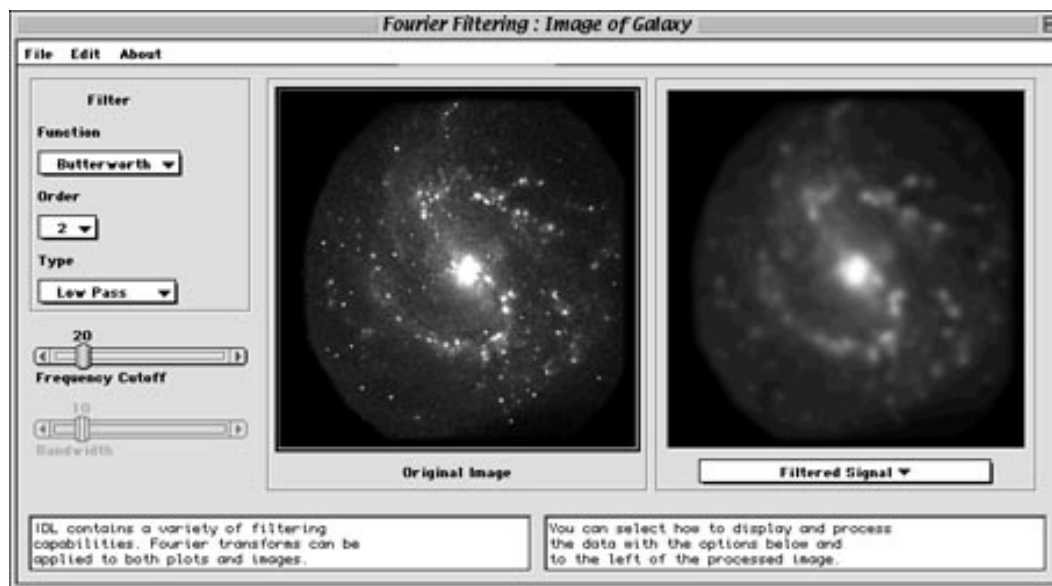 Fourier Filtering : Image of Galaxy
File Edit About
Filter
Function
Butterworth
Order
2
Type
Low Pass
20
Frequency Cutoff
10
Bandwidth
Original Image
Filtered Signal
IDL contains a variety of filtering
capabilities. Fourier transforms can be
applied to both plots and images.
You can select how to display and process
the data with the options below and
to the left of the processed image.